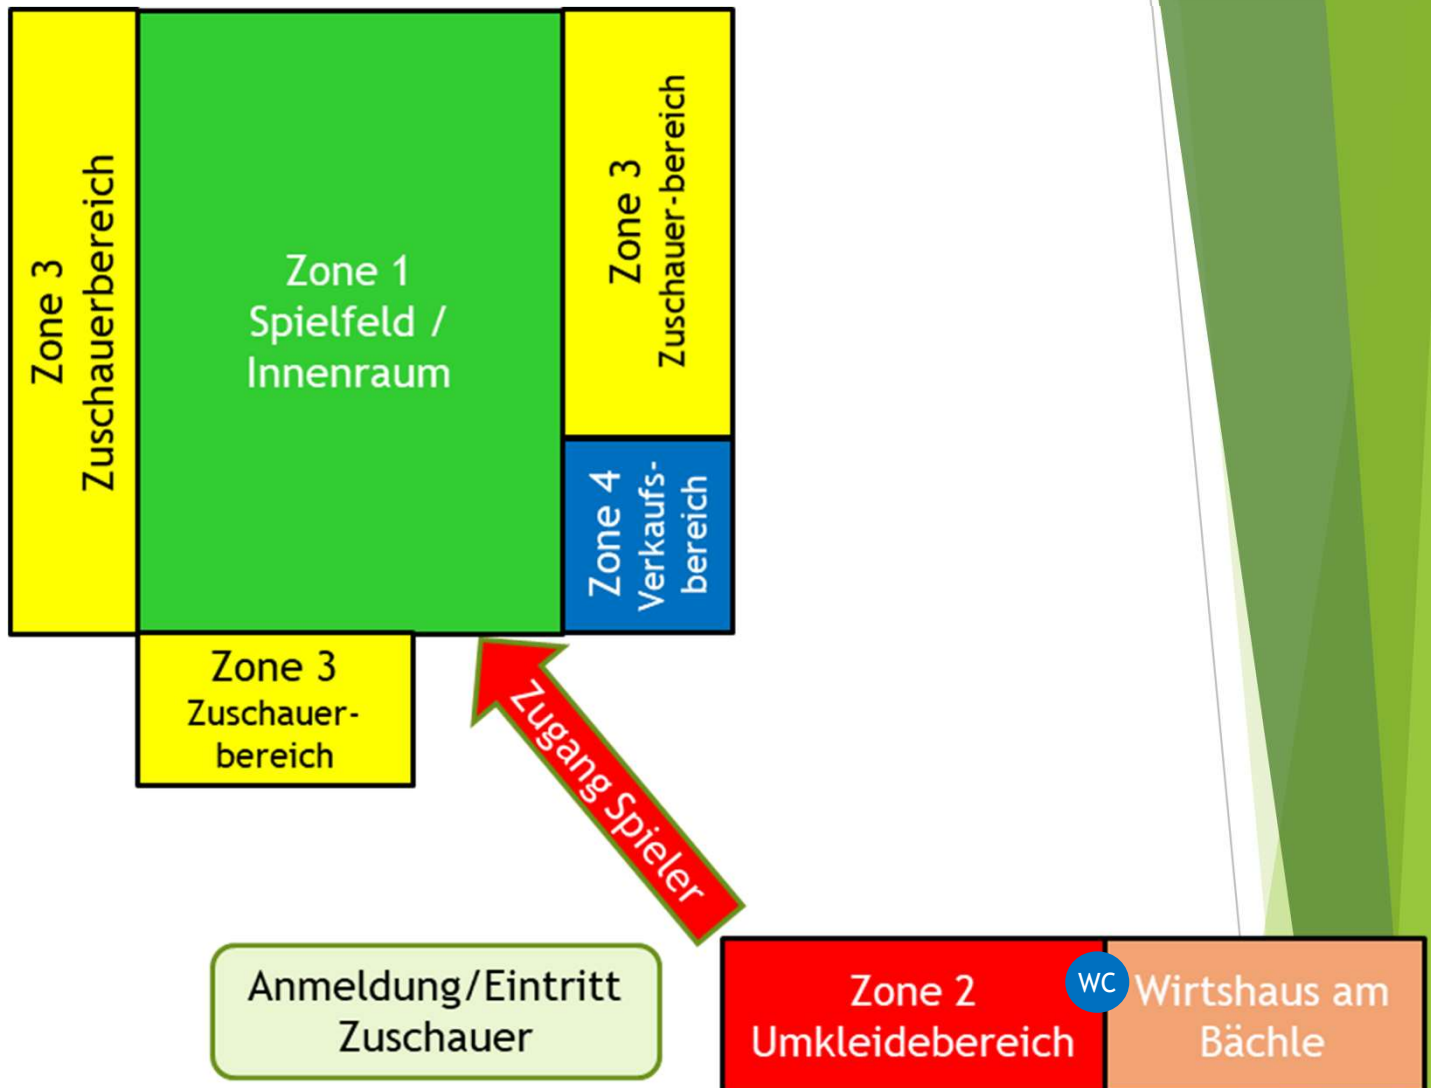 Zone 3
Zuschauerbereich
Zone 1
Spielfeld /
Innenraum
Zone 3
Zuschauer-bereich
Zone 4
Verkaufs-
bereich
Zone 3
Zuschauer-
bereich
Zugang Spieler
Anmeldung/Eintritt
Zuschauer
Zone 2
Umkleidebereich
WC
Wirtshaus am
Bächle